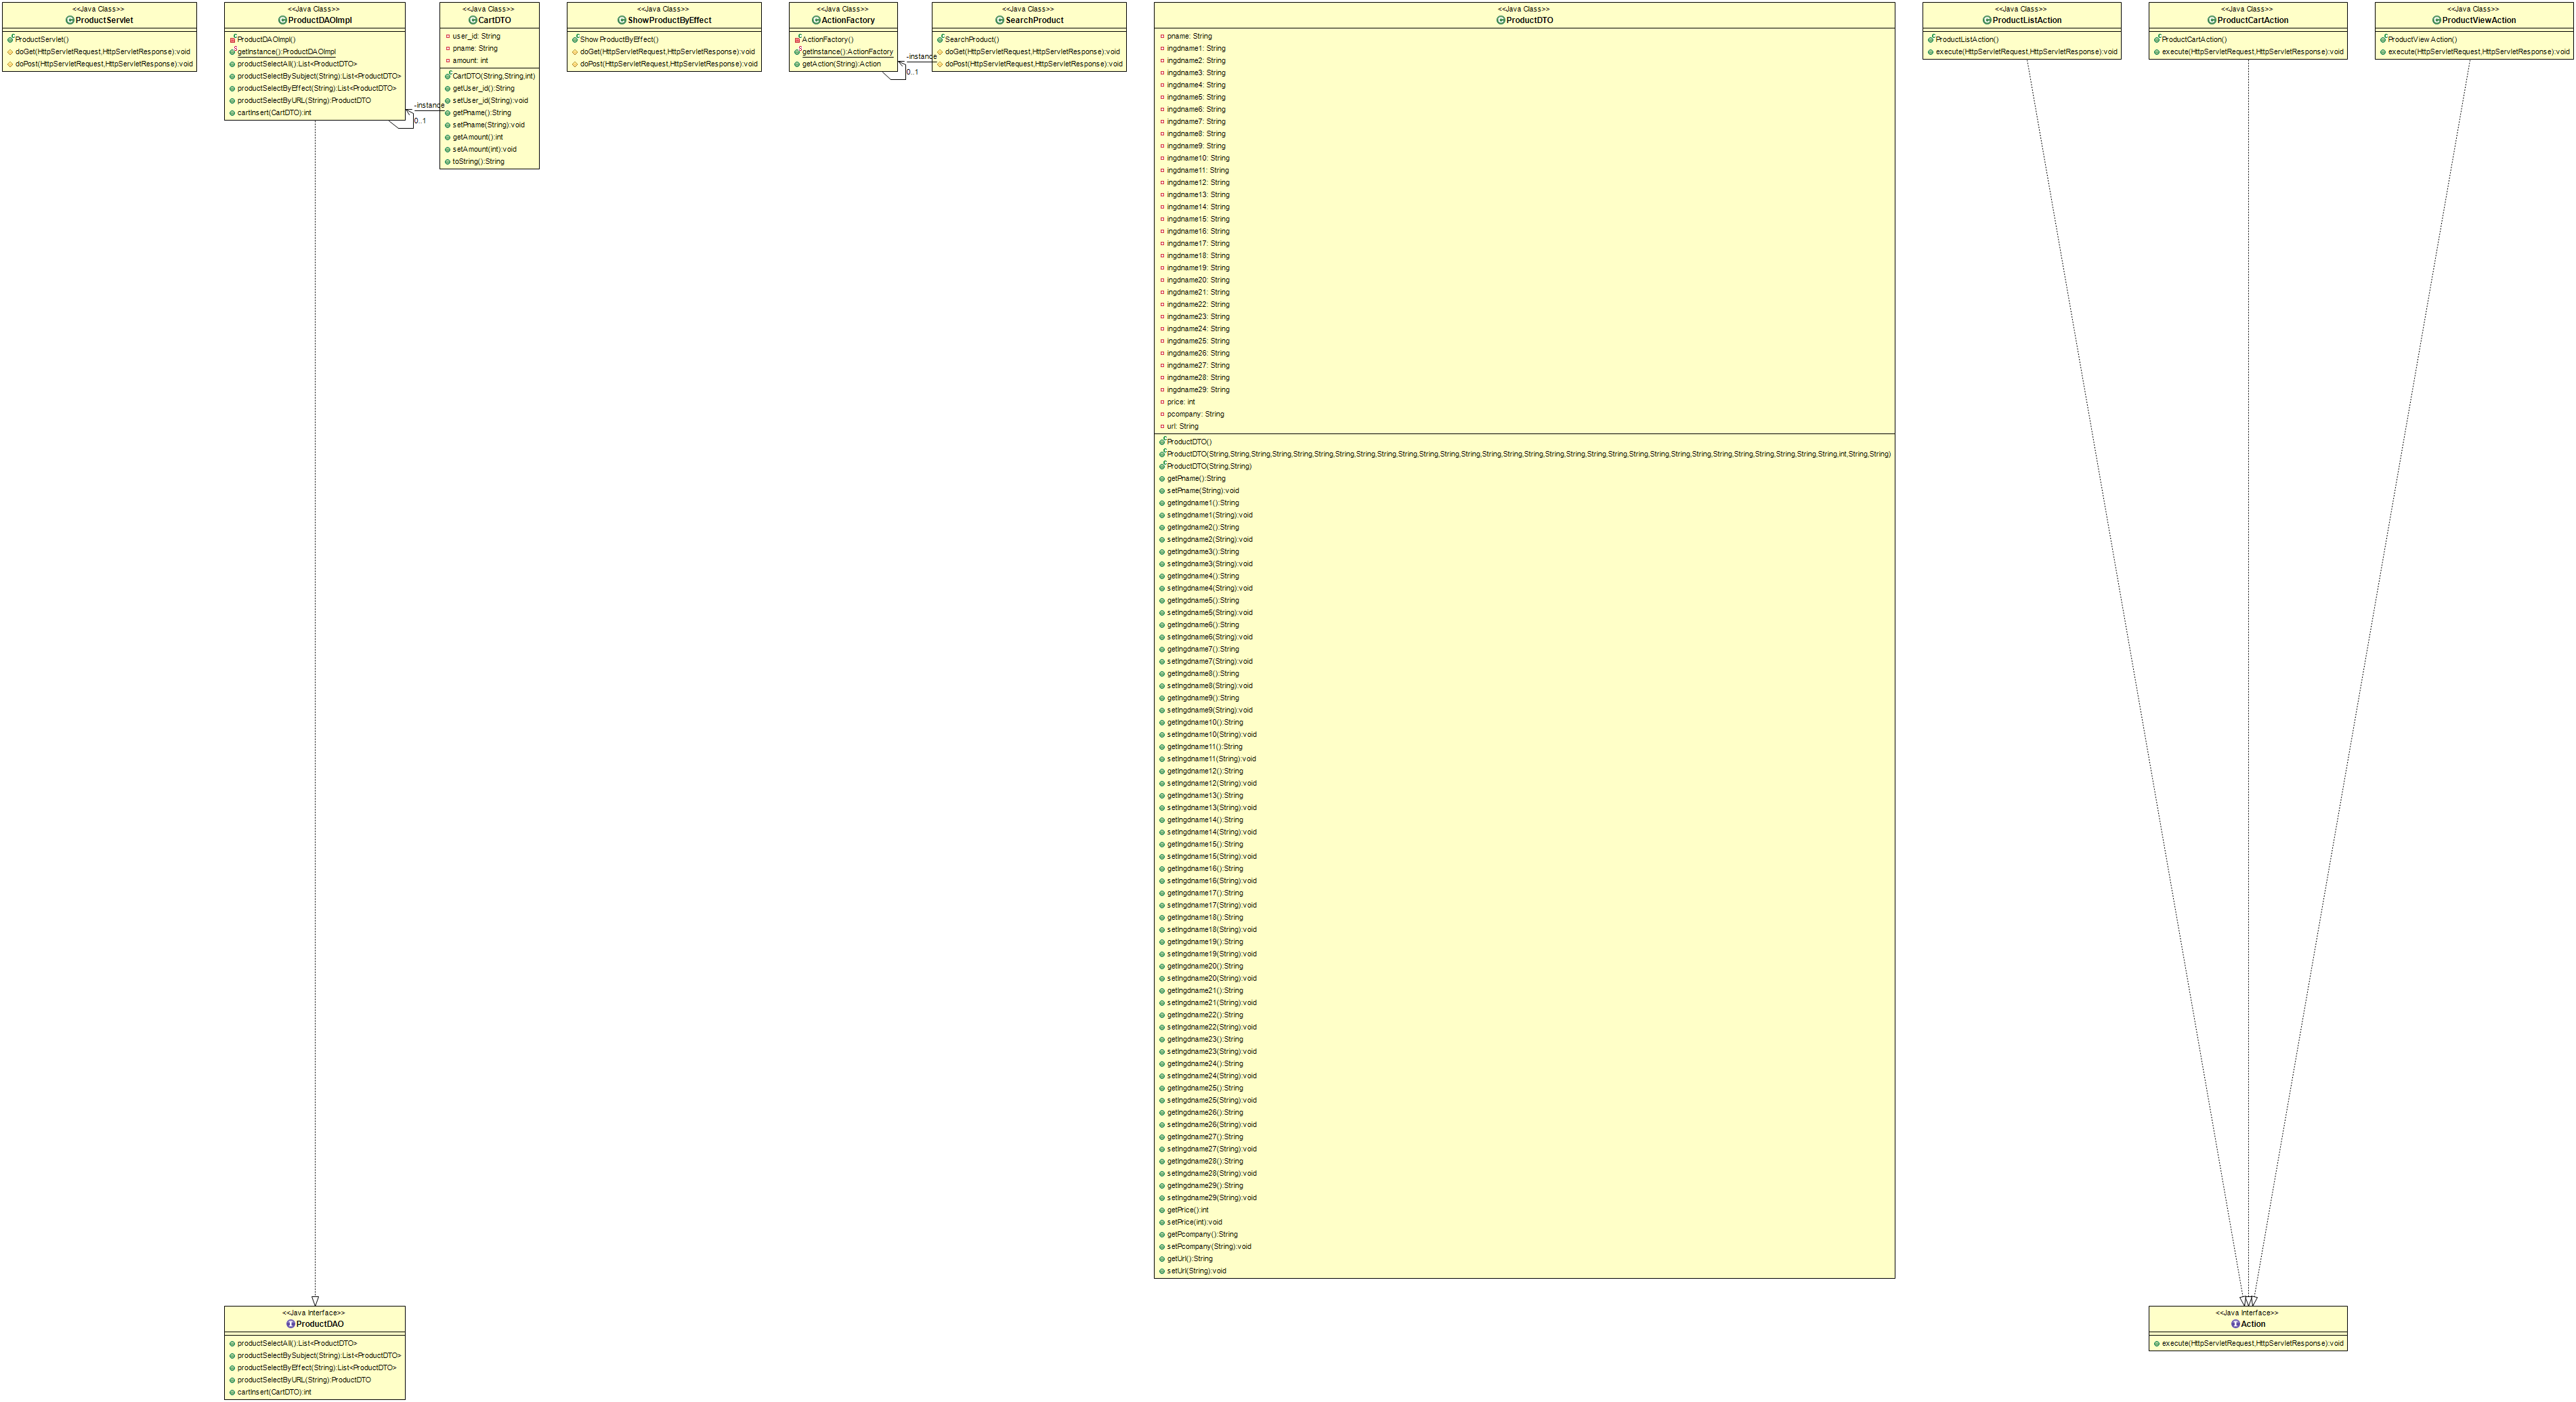 <<Java Class>>
ProductServlet
ProductServlet()
doGet(HttpServletRequest,HttpServletResponse):void
doPost(HttpServletRequest,HttpServletResponse):void
<<Java Class>>
ProductDAOImpl
ProductDAOImpl()
getInstance():ProductDAOImpl
productSelectAll():List<ProductDTO>
productSelectBySubject(String):List<ProductDTO>
productSelectByEffect(String):List<ProductDTO>
productSelectByURL(String):ProductDTO
cartInsert(CartDTO):int
-instance
0..1
<<Java Class>>
CartDTO
user_id: String
pname: String
amount: int
CartDTO(String,String,int)
getUser_id():String
setUser_id(String):void
getPname():String
setPname(String):void
getAmount():int
setAmount(int):void
toString():String
<<Java Class>>
ShowProductByEffect
ShowProductByEffect()
doGet(HttpServletRequest,HttpServletResponse):void
doPost(HttpServletRequest,HttpServletResponse):void
<<Java Class>>
ActionFactory
ActionFactory()
getInstance():ActionFactory
getAction(String):Action
-instance
0..1
<<Java Class>>
SearchProduct
SearchProduct()
doGet(HttpServletRequest,HttpServletResponse):void
doPost(HttpServletRequest,HttpServletResponse):void
<<Java Class>>
ProductDTO
pname: String
ingdname1: String
ingdname2: String
ingdname3: String
ingdname4: String
ingdname5: String
ingdname6: String
ingdname7: String
ingdname8: String
ingdname9: String
ingdname10: String
ingdname11: String
ingdname12: String
ingdname13: String
ingdname14: String
ingdname15: String
ingdname16: String
ingdname17: String
ingdname18: String
ingdname19: String
ingdname20: String
ingdname21: String
ingdname22: String
ingdname23: String
ingdname24: String
ingdname25: String
ingdname26: String
ingdname27: String
ingdname28: String
ingdname29: String
price: int
pcompany: String
url: String
ProductDTO()
ProductDTO(String,String,String,String,String,String,String,String,String,String,String,String,String,String,String,String,String,String,String,String,String,String,String,String,String,String,String,String,String,String,int,String,String)
ProductDTO(String,String)
getPname():String
setPname(String):void
getIngdname1():String
setIngdname1(String):void
getIngdname2():String
setIngdname2(String):void
getIngdname3():String
setIngdname3(String):void
getIngdname4():String
setIngdname4(String):void
getIngdname5():String
setIngdname5(String):void
getIngdname6():String
setIngdname6(String):void
getIngdname7():String
setIngdname7(String):void
getIngdname8():String
setIngdname8(String):void
getIngdname9():String
setIngdname9(String):void
getIngdname10():String
setIngdname10(String):void
getIngdname11():String
setIngdname11(String):void
getIngdname12():String
setIngdname12(String):void
getIngdname13():String
setIngdname13(String):void
getIngdname14():String
setIngdname14(String):void
getIngdname15():String
setIngdname15(String):void
getIngdname16():String
setIngdname16(String):void
getIngdname17():String
setIngdname17(String):void
getIngdname18():String
setIngdname18(String):void
getIngdname19():String
setIngdname19(String):void
getIngdname20():String
setIngdname20(String):void
getIngdname21():String
setIngdname21(String):void
getIngdname22():String
setIngdname22(String):void
getIngdname23():String
setIngdname23(String):void
getIngdname24():String
setIngdname24(String):void
getIngdname25():String
setIngdname25(String):void
getIngdname26():String
setIngdname26(String):void
getIngdname27():String
setIngdname27(String):void
getIngdname28():String
setIngdname28(String):void
getIngdname29():String
setIngdname29(String):void
getPrice():int
setPrice(int):void
getPcompany():String
setPcompany(String):void
getUrl():String
setUrl(String):void
<<Java Class>>
ProductListAction
ProductListAction()
execute(HttpServletRequest,HttpServletResponse):void
<<Java Class>>
ProductCartAction
ProductCartAction()
execute(HttpServletRequest,HttpServletResponse):void
<<Java Class>>
ProductViewAction
ProductViewAction()
execute(HttpServletRequest,HttpServletResponse):void
<<Java Interface>>
ProductDAO
productSelectAll():List<ProductDTO>
productSelectBySubject(String):List<ProductDTO>
productSelectByEffect(String):List<ProductDTO>
productSelectByURL(String):ProductDTO
cartInsert(CartDTO):int
<<Java Interface>>
Action
execute(HttpServletRequest,HttpServletResponse):void